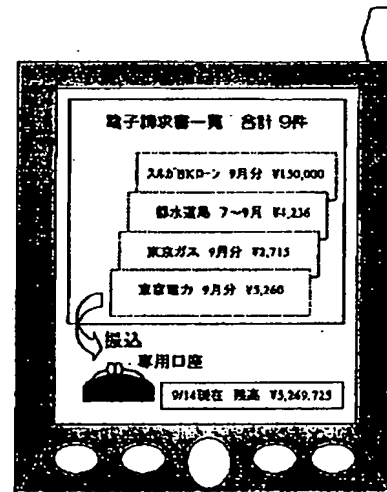 電子請求書一覧 合計 9件
スルガBKローン 9月分 ¥130,000
都水道局 7〜9月 ¥4,236
東京ガス 9月分 ¥2,715
東京電力 9月分 ¥5,260
振込
専用口座
9/14現在 残高 ¥3,269,725